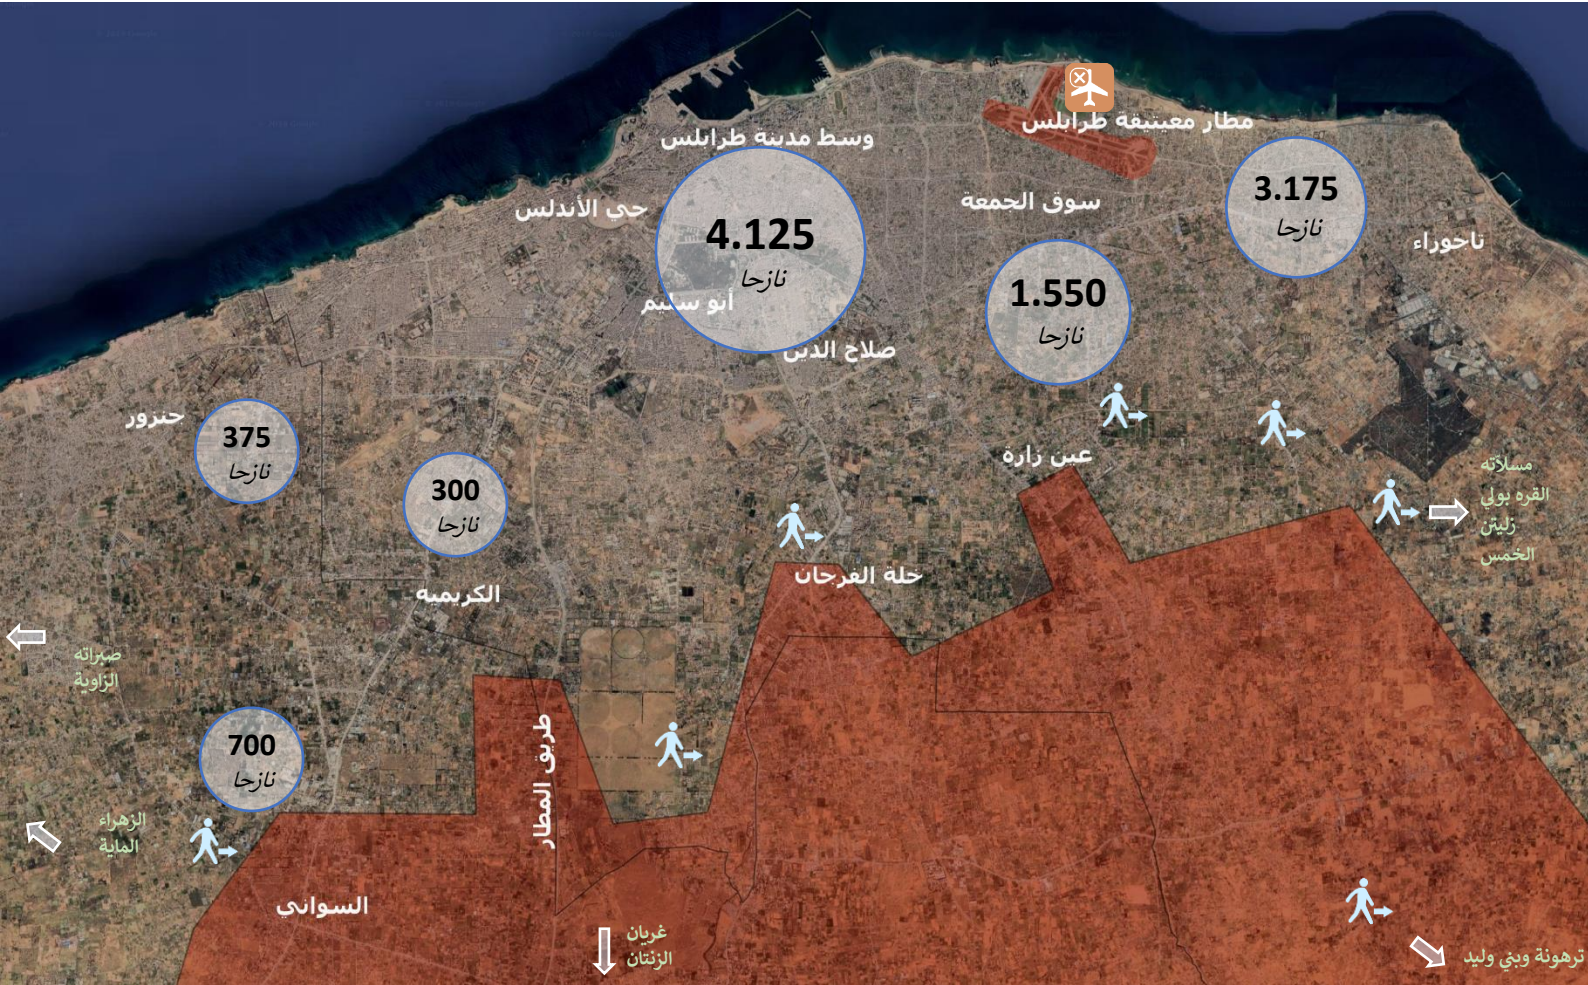 مطار معيتيقة طرابلس
وسط مدينة طرابلس
3.175
نازحا
سوق الجمعة
حي الأندلس
4.125
نازحا
تاجوراء
1.550
نازحا
أبو سليم
صلاح الدين
جنزور
375
نازحا
عين زارة
مسلاته
القره بولي
زليتن
الخمس
300
نازحا
خلة الفرجان
الكريمية
صبراته
الزاوية
700
نازحا
طريق المطار
الزهراء
الماية
السواني
غريان
الزنتان
ترهونة وبني وليد